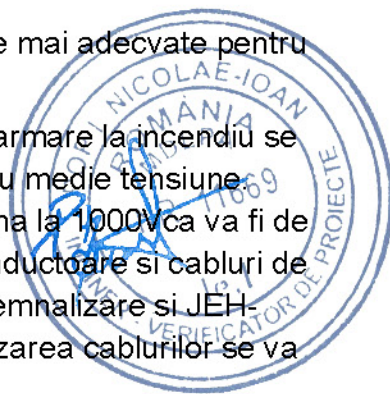 e mai adecvate pentru
armare la incendiu se
u medie tensiune.
na la 1000Vca va fi de
ductoare si cabluri de
emnalizare si JEH-
zarea cablurilor se va
NICOLAE-IOAN
ROMÂNIA
VERIFICATOR DE PROIECTE